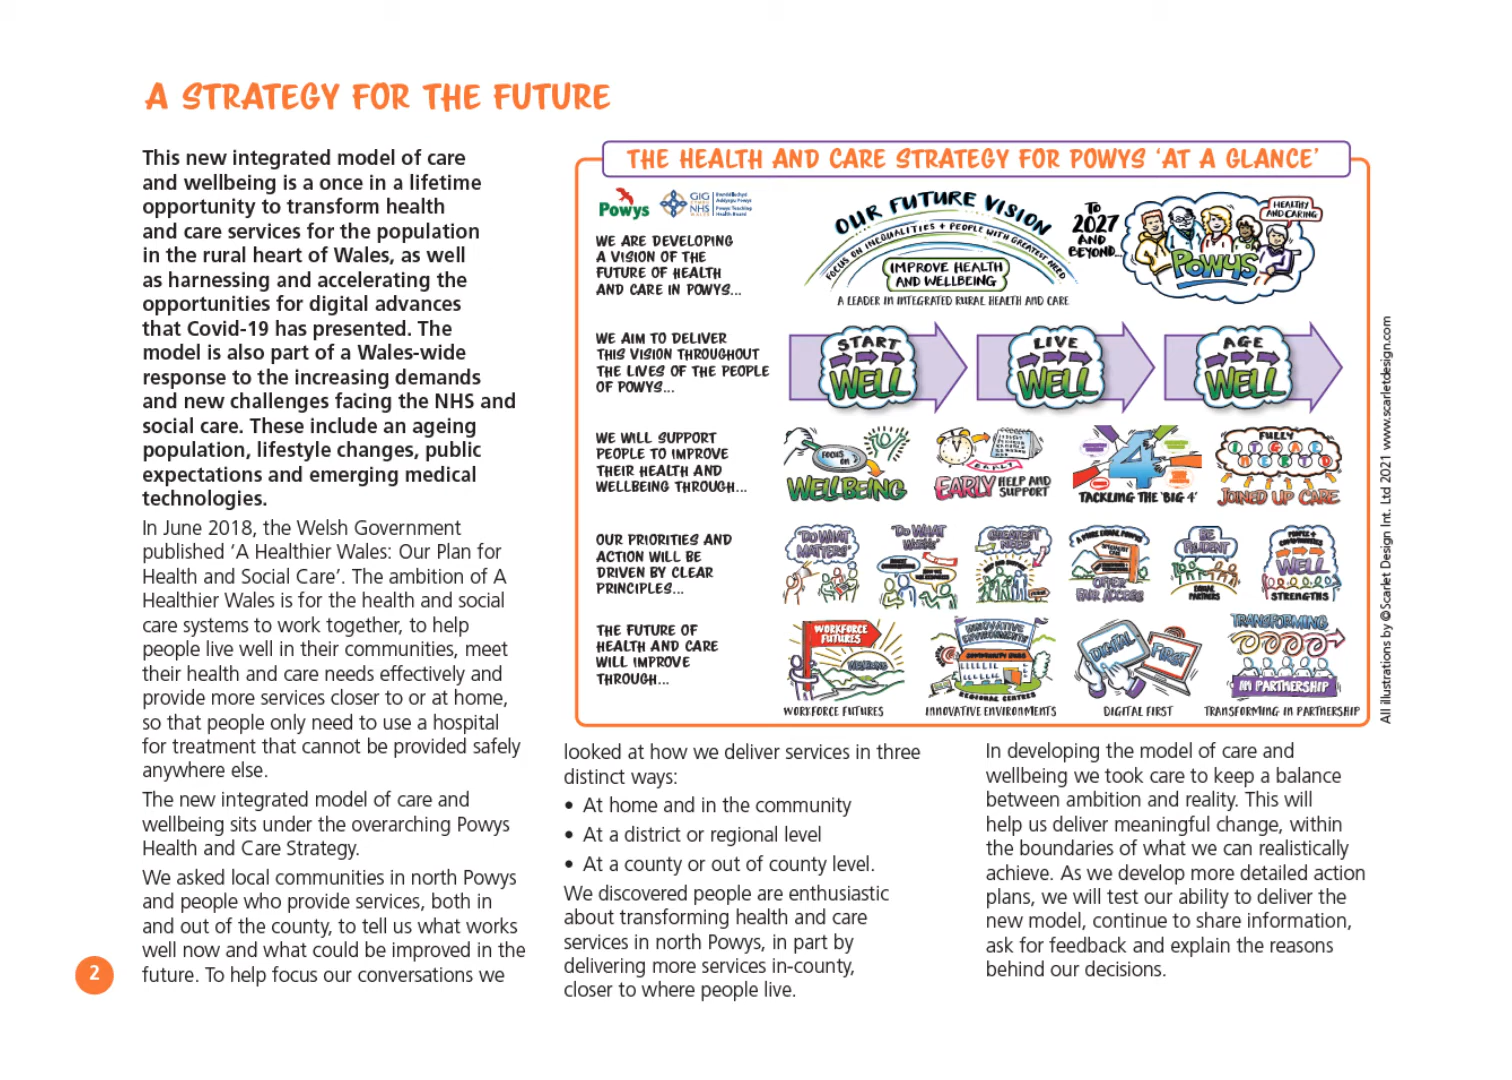 A STRATEGY FOR THE FUTURE
This new integrated model of care
and wellbeing is a once in a lifetime
opportunity to transform health
and care services for the population
in the rural heart of Wales, as well
as harnessing and accelerating the
opportunities for digital advances
that Covid-19 has presented. The
model is also part of a Wales-wide
response to the increasing demands
and new challenges facing the NHS and
social care. These include an ageing
population, lifestyle changes, public
expectations and emerging medical
technologies.
In June 2018, the Welsh Government
published ‘A Healthier Wales: Our Plan for
Health and Social Care’. The ambition of A
Healthier Wales is for the health and social
care systems to work together, to help
people live well in their communities, meet
their health and care needs effectively and
provide more services closer to or at home,
so that people only need to use a hospital
for treatment that cannot be provided safely
anywhere else.
The new integrated model of care and
wellbeing sits under the overarching Powys
Health and Care Strategy.
We asked local communities in north Powys
and people who provide services, both in
and out of the county, to tell us what works
well now and what could be improved in the
future. To help focus our conversations we
THE HEALTH AND CARE STRATEGY FOR POWYS ‘AT A GLANCE’
Powys
GIG
NHS
Bwrdd Iechyd
Addysgu Powys
Powys Teaching
Health Board
WE ARE DEVELOPING
A VISION OF THE
FUTURE OF HEALTH
AND CARE IN POWYS...
OUR FUTURE VISION
FOCUS ON INEQUALITIES + PEOPLE WITH GREATEST NEED
IMPROVE HEALTH
AND WELLBEING
A LEADER IN INTEGRATED RURAL HEALTH AND CARE
TO
2027
AND
BEYOND...
HEALTHY
AND CARING
POWYS
WE AIM TO DELIVER
THIS VISION THROUGHOUT
THE LIVES OF THE PEOPLE
OF POWYS...
START
WELL
LIVE
WELL
AGE
WELL
WE WILL SUPPORT
PEOPLE TO IMPROVE
THEIR HEALTH AND
WELLBEING THROUGH...
FOCUS
ON
WELLBEING
EARLY
EARLY HELP AND
SUPPORT
4
TACKLING THE ‘BIG 4’
FULLY
INTEGRATED
JOINED UP CARE
OUR PRIORITIES AND
ACTION WILL BE
DRIVEN BY CLEAR
PRINCIPLES...
"DO WHAT
MATTERS"
"DO WHAT
WORKS"
GREATEST
NEED
A MORE EQUAL POWYS
SPECIALIST
CARE
OFFER
FAIR ACCESS
BE
PRUDENT
EQUAL
PARTNERS
PEOPLE +
COMMUNITIES
WELL
STRENGTHS
THE FUTURE OF
HEALTH AND CARE
WILL IMPROVE
THROUGH...
WORKFORCE
FUTURES
WORKFORCE FUTURES
INNOVATIVE
ENVIRONMENTS
COMMUNITY HUBS
REGIONAL CENTRES
INNOVATIVE ENVIRONMENTS
DIGITAL
FIRST
DIGITAL FIRST
TRANSFORMING
IN PARTNERSHIP
TRANSFORMING IN PARTNERSHIP
All illustrations by ©Scarlet Design Int. Ltd 2021 www.scarletdesign.com
looked at how we deliver services in three
distinct ways:
• At home and in the community
• At a district or regional level
• At a county or out of county level.
We discovered people are enthusiastic
about transforming health and care
services in north Powys, in part by
delivering more services in-county,
closer to where people live.
In developing the model of care and
wellbeing we took care to keep a balance
between ambition and reality. This will
help us deliver meaningful change, within
the boundaries of what we can realistically
achieve. As we develop more detailed action
plans, we will test our ability to deliver the
new model, continue to share information,
ask for feedback and explain the reasons
behind our decisions.
2